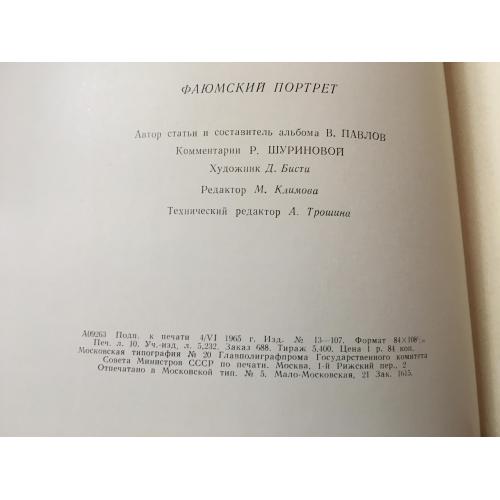 ФАЮМСКИЙ ПОРТРЕТ
Автор статьи и составитель альбома В. ПАВЛОВ
Комментарии Р. ШУРИНОВОЙ
Художник Д. Бисти
Редактор М. Климова
Технический редактор А. Трошина
А09263 Подп. к печати 4/VI 1965 г. Изд. № 13—107. Формат 84×108¹/₁₆
Печ. л. 10. Уч.-изд. л. 5,232. Заказ 688. Тираж 5,400. Цена 1 р. 84 коп.
Московская типография № 20 Главполиграфпрома Государственного комитета
Совета Министров СССР по печати. Москва, 1-й Рижский пер., 2
Отпечатано в Московской тип. № 5, Мало-Московская, 21 Зак. 1615.